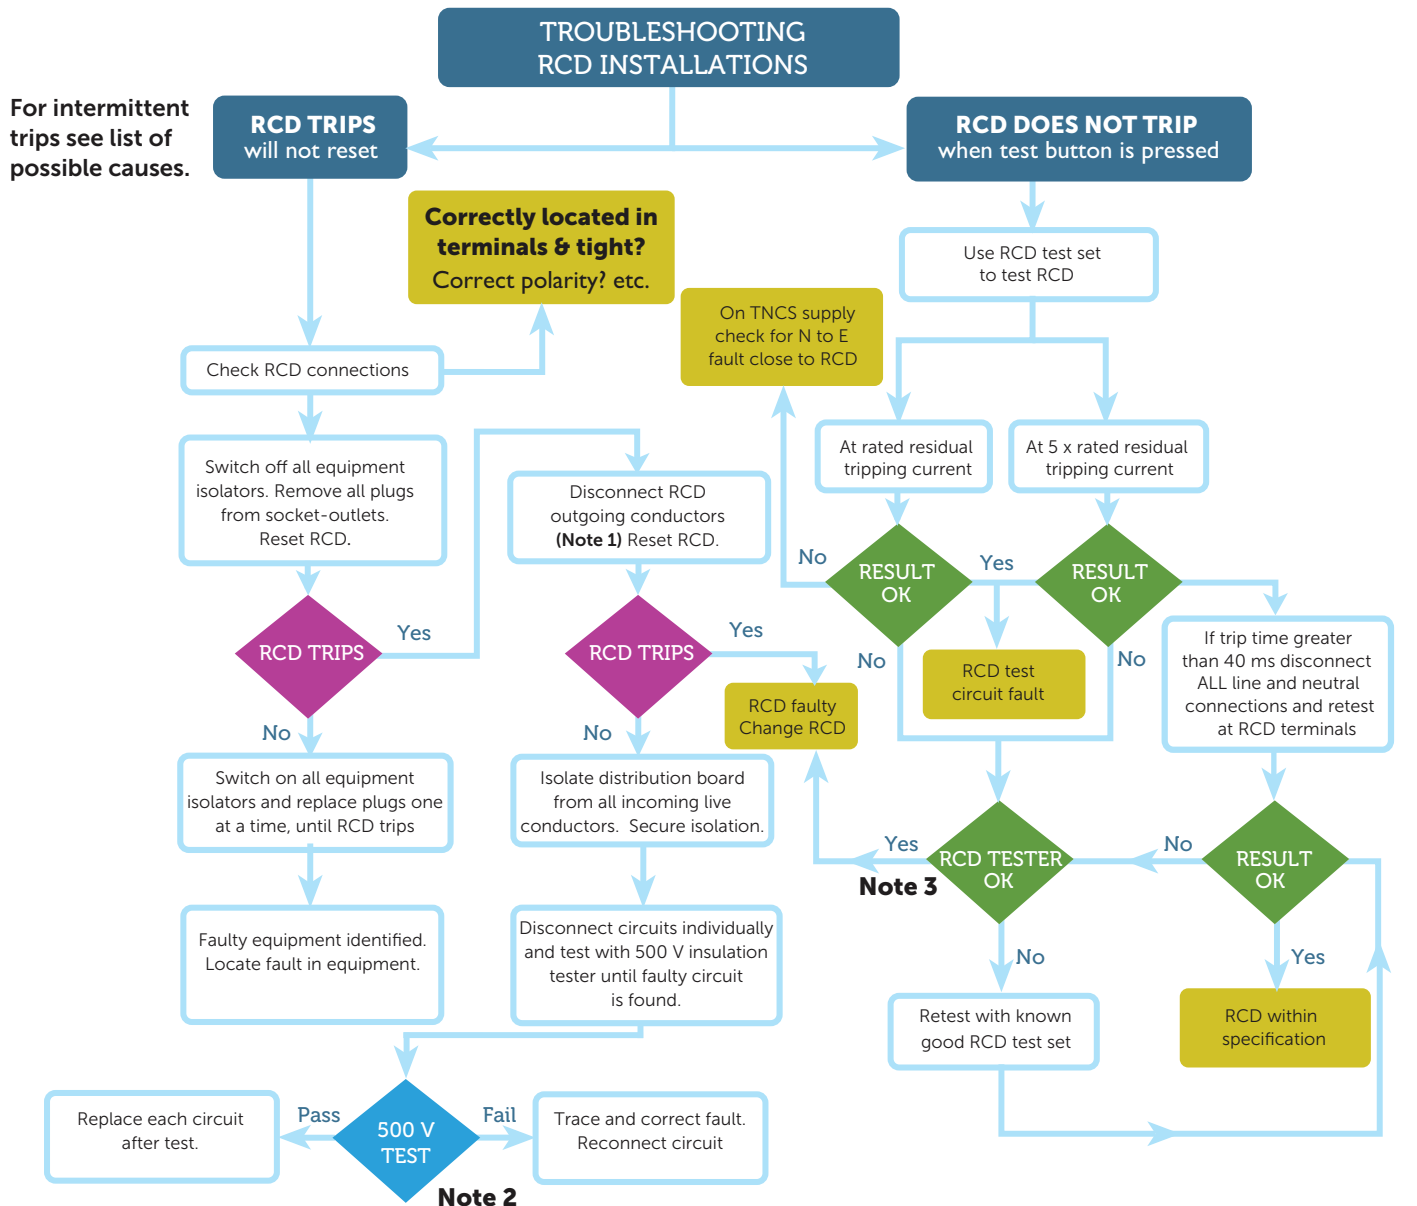 TROUBLESHOOTING
RCD INSTALLATIONS
For intermittent
trips see list of
possible causes.
RCD TRIPS
will not reset
RCD DOES NOT TRIP
when test button is pressed
Correctly located in
terminals & tight?
Correct polarity? etc.
Use RCD test set
to test RCD
On TNCS supply
check for N to E
fault close to RCD
Check RCD connections
At rated residual
tripping current
At 5 x rated residual
tripping current
Switch off all equipment
isolators. Remove all plugs
from socket-outlets.
Reset RCD.
Disconnect RCD
outgoing conductors
(Note 1) Reset RCD.
No
RESULT
OK
Yes
RESULT
OK
RCD TRIPS
Yes
RCD TRIPS
Yes
No
RCD test
circuit fault
No
If trip time greater
than 40 ms disconnect
ALL line and neutral
connections and retest
at RCD terminals
RCD faulty
Change RCD
No
No
Switch on all equipment
isolators and replace plugs one
at a time, until RCD trips
Isolate distribution board
from all incoming live
conductors. Secure isolation.
Yes
RCD TESTER
OK
Note 3
No
RESULT
OK
Faulty equipment identified.
Locate fault in equipment.
Disconnect circuits individually
and test with 500 V insulation
tester until faulty circuit
is found.
No
Yes
Retest with known
good RCD test set
RCD within
specification
Replace each circuit
after test.
Pass
500 V
TEST
Fail
Trace and correct fault.
Reconnect circuit
Note 2